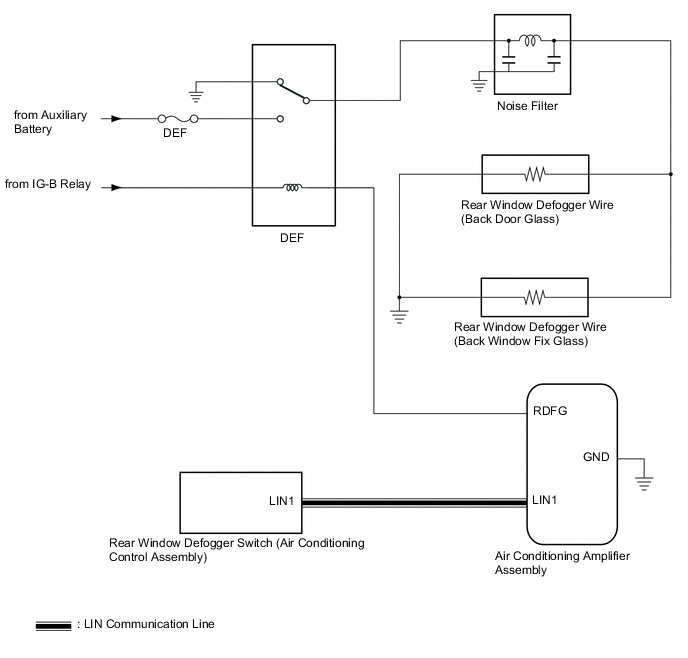 Noise Filter
from Auxiliary
Battery
DEF
from IG-B Relay
DEF
Rear Window Defogger Wire
(Back Door Glass)
Rear Window Defogger Wire
(Back Window Fix Glass)
RDFG
GND
LIN1
LIN1
Rear Window Defogger Switch (Air Conditioning
Control Assembly)
Air Conditioning Amplifier
Assembly
: LIN Communication Line